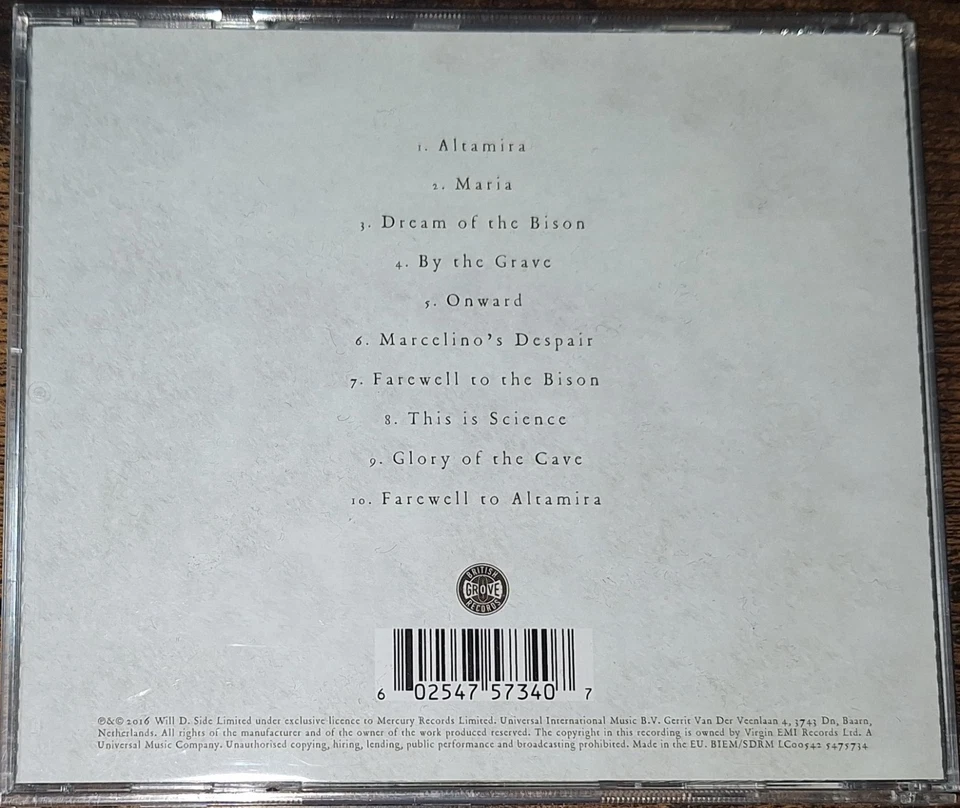 1. Altamira
2. Maria
3. Dream of the Bison
4. By the Grave
5. Onward
6. Marcelino's Despair
7. Farewell to the Bison
8. This is Science
9. Glory of the Cave
10. Farewell to Altamira
BRITISH
GROVE
RECORDS
6 02547 57340 7
℗&© 2016 Will D. Side Limited under exclusive licence to Mercury Records Limited. Universal International Music B.V. Gerrit Van Der Veenlaan 4, 3743 Dn, Baarn,
Netherlands. All rights of the manufacturer and of the owner of the work produced reserved. The copyright in this recording is owned by Virgin EMI Records Ltd. A
Universal Music Company. Unauthorised copying, hiring, lending, public performance and broadcasting prohibited. Made in the EU. BIEM/SDRM LC00542 5475734